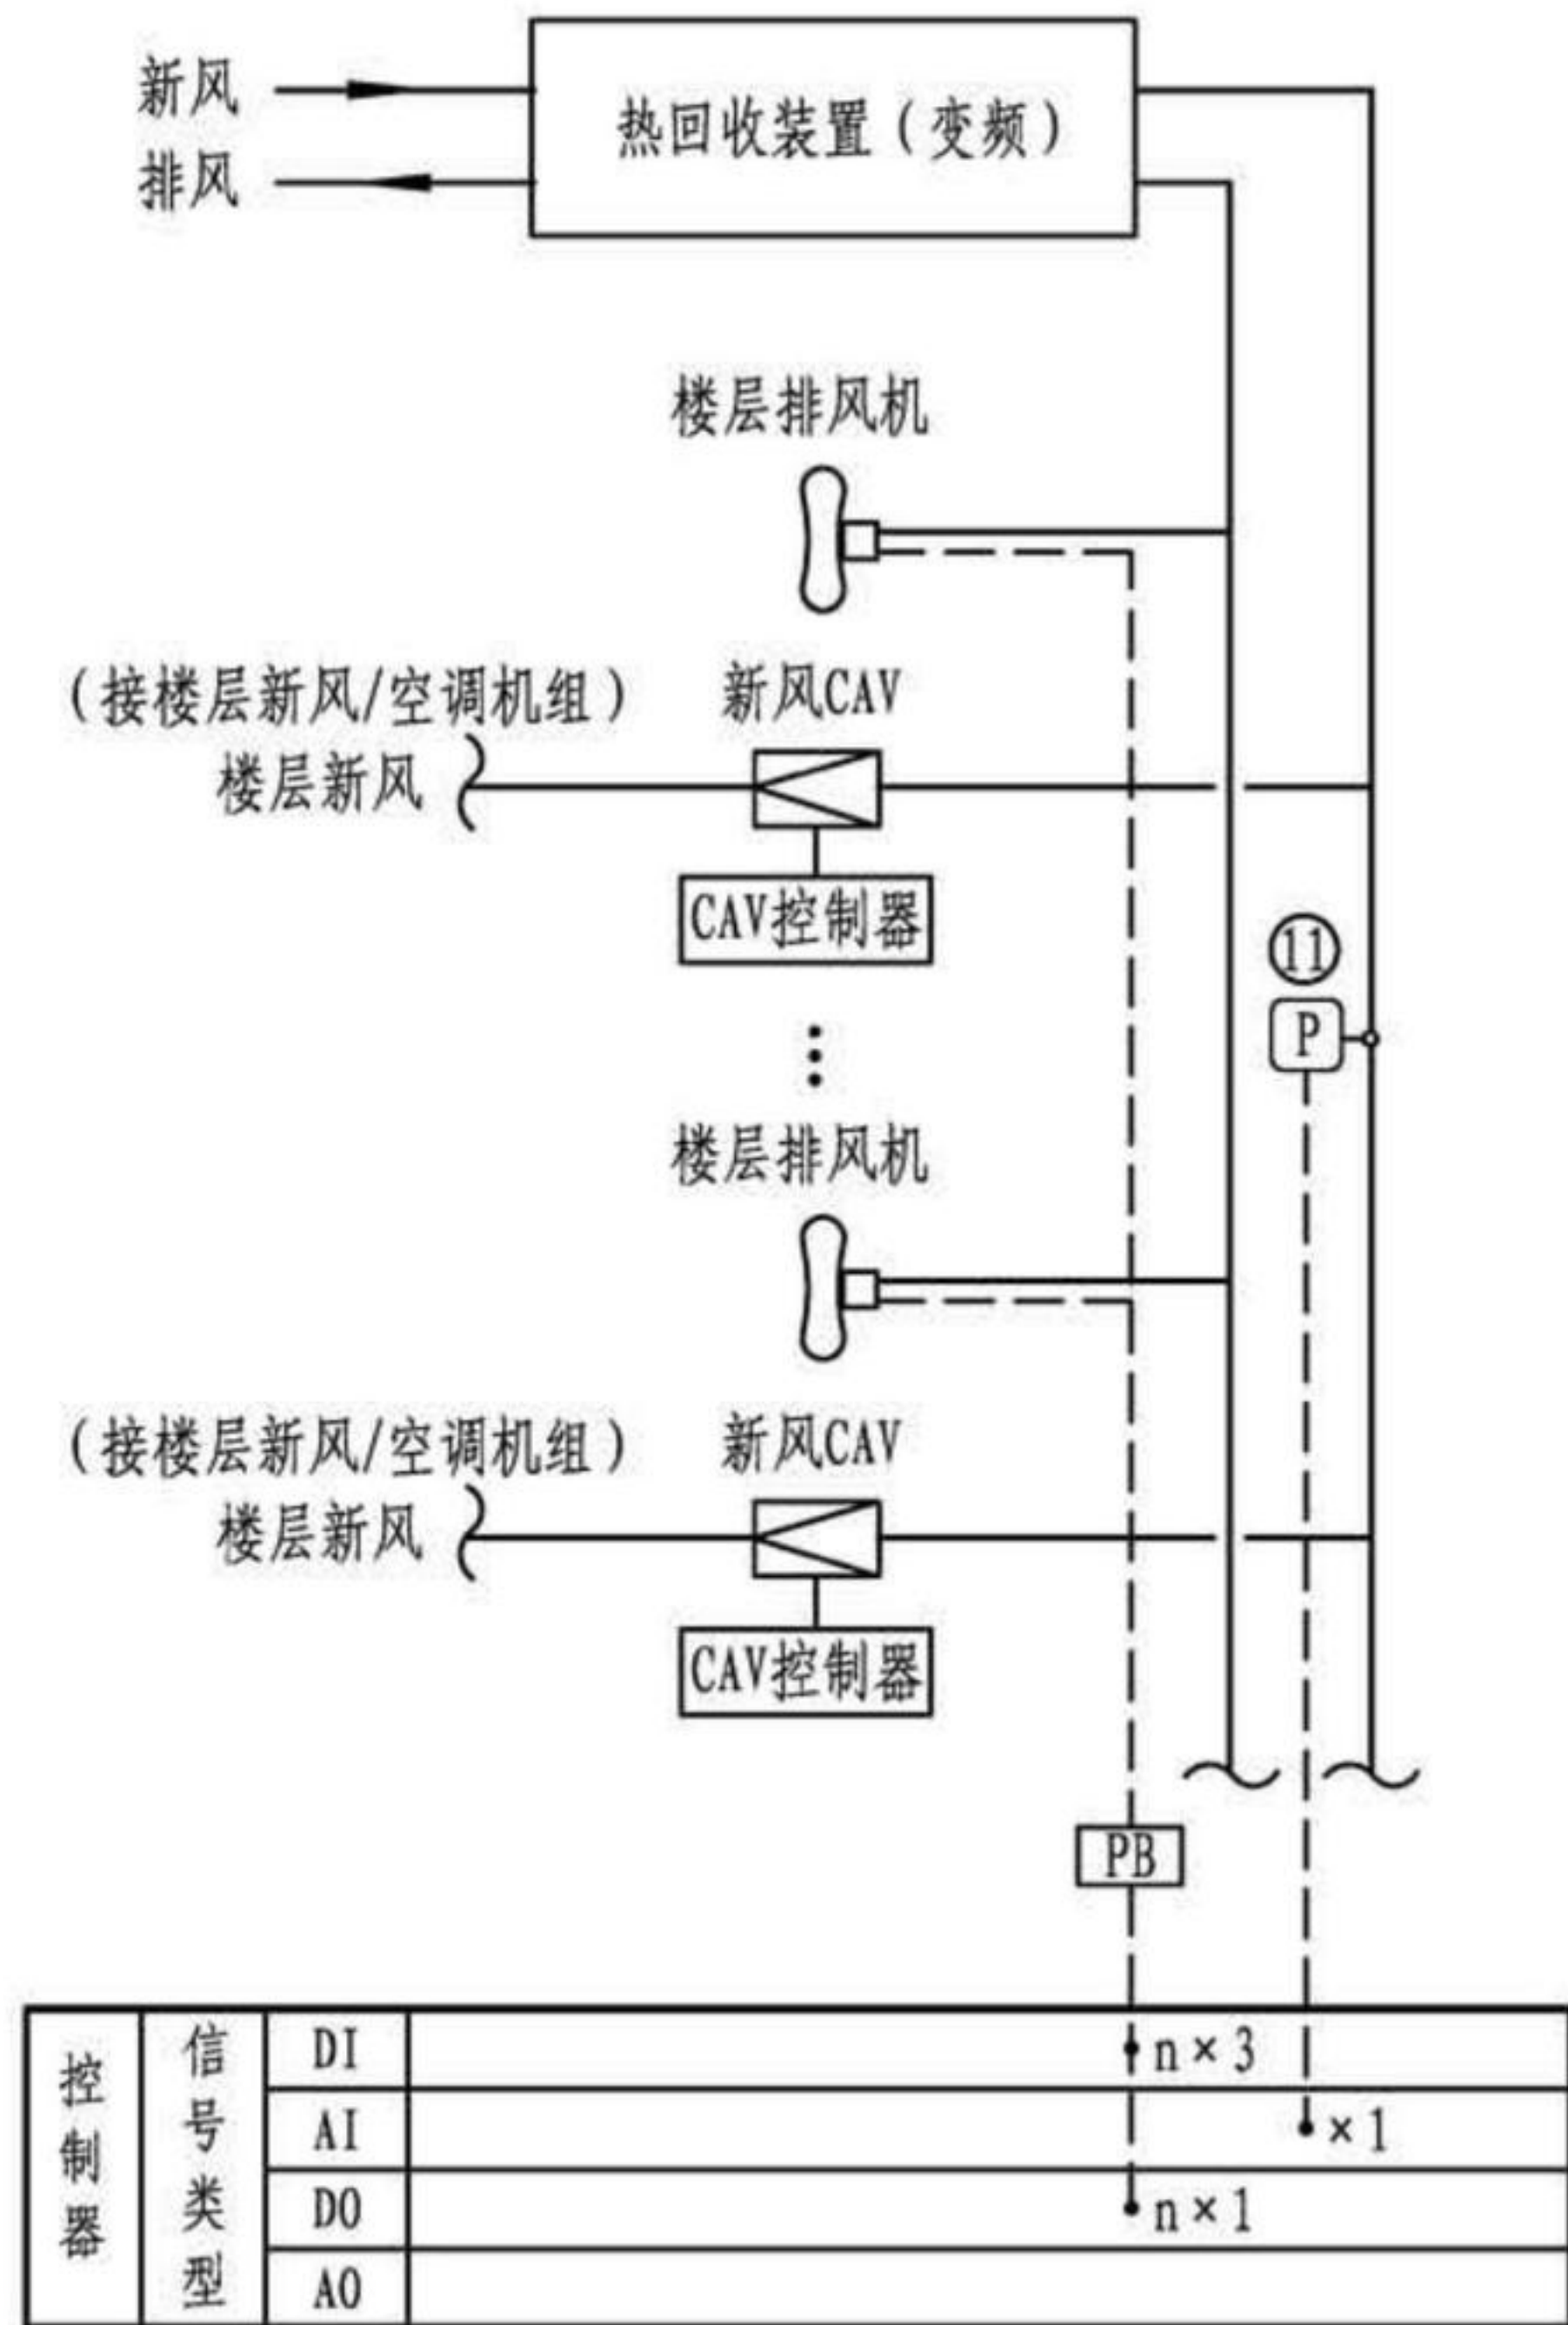 新风
热回收装置（变频）
排风
楼层排风机
（接楼层新风/空调机组）
新风CAV
楼层新风
CAV控制器
11
P
楼层排风机
（接楼层新风/空调机组）
新风CAV
楼层新风
CAV控制器
PB
控制器
信号类型
DI
n×3
AI
×1
DO
n×1
AO